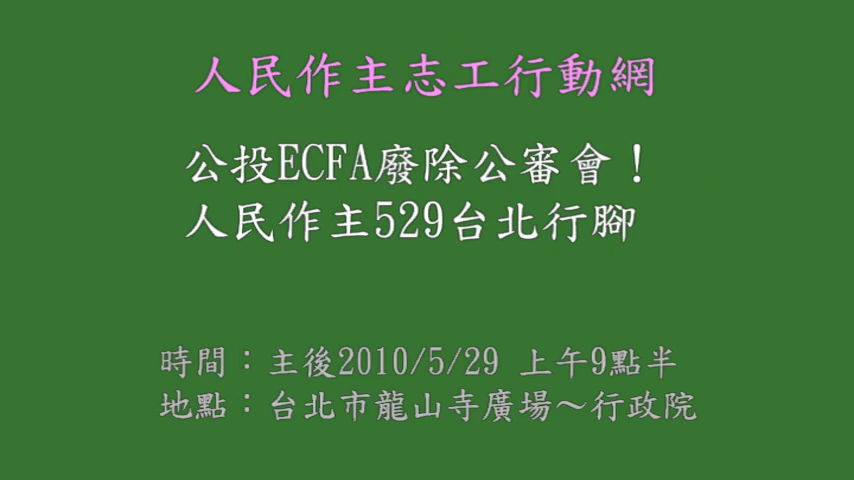 人民作主志工行動網
公投ECFA廢除公審會！
人民作主529台北行腳
時間：主後2010/5/29 上午9點半
地點：台北市龍山寺廣場～行政院